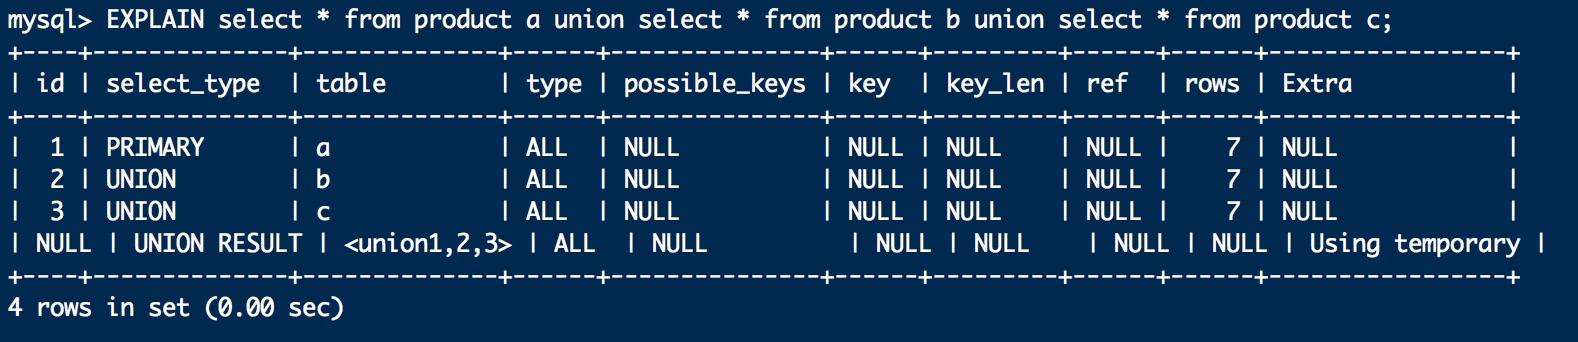 mysql> EXPLAIN select * from product a union select * from product b union select * from product c;
+----+--------------+--------------+------+---------------+------+---------+------+------+-----------------+
| id | select_type  | table        | type | possible_keys | key  | key_len | ref  | rows | Extra           |
+----+--------------+--------------+------+---------------+------+---------+------+------+-----------------+
|  1 | PRIMARY      | a            | ALL  | NULL          | NULL | NULL    | NULL |    7 | NULL            |
|  2 | UNION        | b            | ALL  | NULL          | NULL | NULL    | NULL |    7 | NULL            |
|  3 | UNION        | c            | ALL  | NULL          | NULL | NULL    | NULL |    7 | NULL            |
| NULL | UNION RESULT | <union1,2,3> | ALL  | NULL          | NULL | NULL    | NULL | NULL | Using temporary |
+----+--------------+--------------+------+---------------+------+---------+------+------+-----------------+
4 rows in set (0.00 sec)